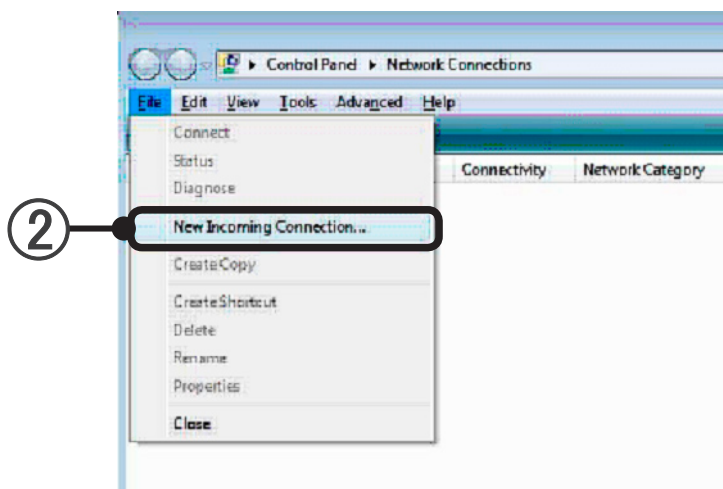 Control Panel ▸ Network Connections
File Edit View Tools Advanced Help
Connect
Status
Diagnose
Connectivity Network Category
② New Incoming Connection...
Create Copy
Create Shortcut
Delete
Rename
Properties
Close